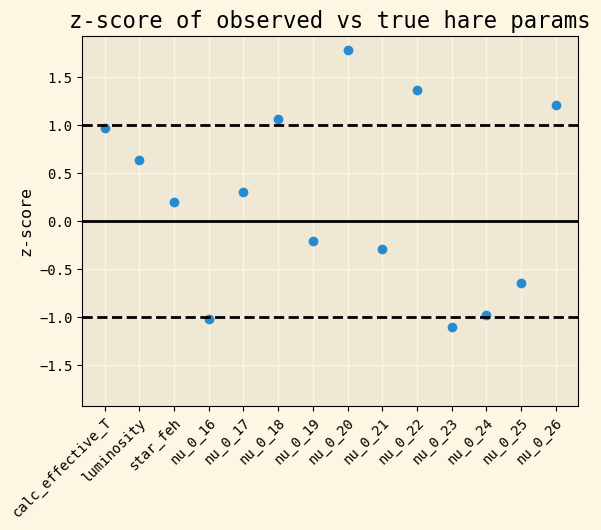 z-score of observed vs true hare params
z-score
1.5
1.0
0.5
0.0
−0.5
−1.0
−1.5
calc_effective_T
luminosity
star_feh
nu_0_16
nu_0_17
nu_0_18
nu_0_19
nu_0_20
nu_0_21
nu_0_22
nu_0_23
nu_0_24
nu_0_25
nu_0_26